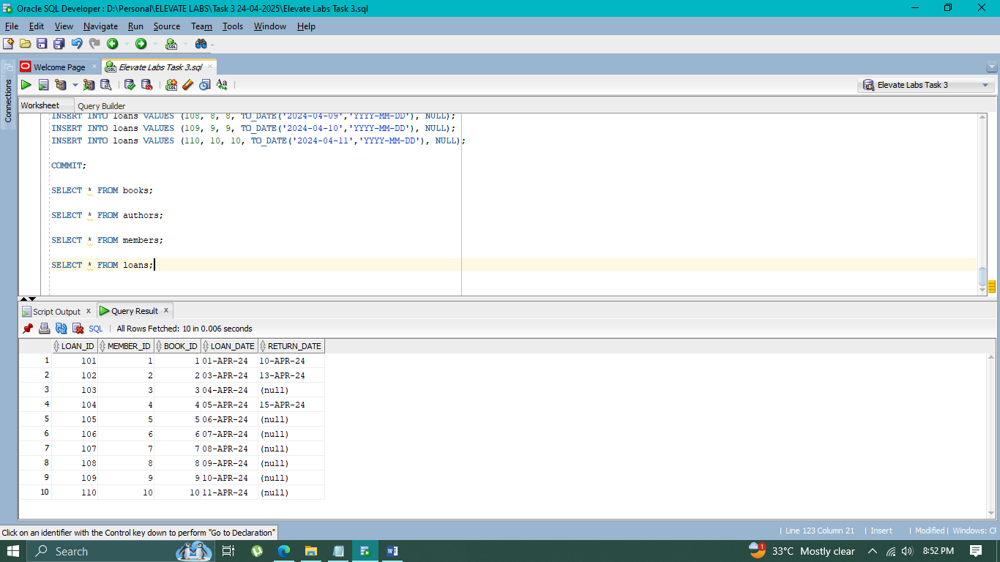 Oracle SQL Developer : D:\Personal\ELEVATE LABS\Task 3 24-04-2025\Elevate Labs Task 3.sql
File Edit View Navigate Run Source Team Tools Window Help
Welcome Page Elevate Labs Task 3.sql
Connections
Elevate Labs Task 3
Worksheet Query Builder
INSERT INTO loans VALUES (108, 8, 8, TO_DATE('2024-04-09','YYYY-MM-DD'), NULL);
INSERT INTO loans VALUES (109, 9, 9, TO_DATE('2024-04-10','YYYY-MM-DD'), NULL);
INSERT INTO loans VALUES (110, 10, 10, TO_DATE('2024-04-11','YYYY-MM-DD'), NULL);
COMMIT;
SELECT * FROM books;
SELECT * FROM authors;
SELECT * FROM members;
SELECT * FROM loans;
Script Output x Query Result x
SQL | All Rows Fetched: 10 in 0.006 seconds
LOAN_ID MEMBER_ID BOOK_ID LOAN_DATE RETURN_DATE
1 101 1 1 01-APR-24 10-APR-24
2 102 2 2 03-APR-24 13-APR-24
3 103 3 3 04-APR-24 (null)
4 104 4 4 05-APR-24 15-APR-24
5 105 5 5 06-APR-24 (null)
6 106 6 6 07-APR-24 (null)
7 107 7 7 08-APR-24 (null)
8 108 8 8 09-APR-24 (null)
9 109 9 9 10-APR-24 (null)
10 110 10 10 11-APR-24 (null)
Click on an identifier with the Control key down to perform "Go to Declaration"
| Line 123 Column 21 | Insert | Modified | Windows: CF
Search 1 33°C Mostly clear 8:52 PM